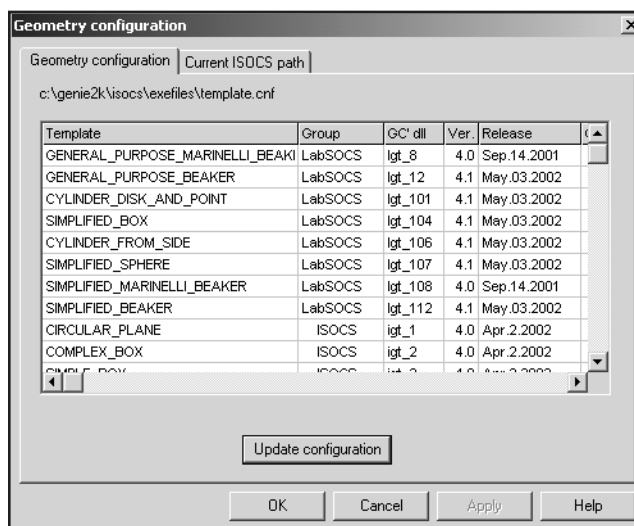 Geometry configuration
Geometry configuration Current ISOCS path
c:\genie2k\isocs\exefiles\template.cnf
Template Group GC' dll Ver. Release
GENERAL_PURPOSE_MARINELLI_BEAKI LabSOCS lgt_8 4.0 Sep.14.2001
GENERAL_PURPOSE_BEAKER LabSOCS lgt_12 4.1 May.03.2002
CYLINDER_DISK_AND_POINT LabSOCS lgt_101 4.1 May.03.2002
SIMPLIFIED_BOX LabSOCS lgt_104 4.1 May.03.2002
CYLINDER_FROM_SIDE LabSOCS lgt_106 4.1 May.03.2002
SIMPLIFIED_SPHERE LabSOCS lgt_107 4.1 May.03.2002
SIMPLIFIED_MARINELLI_BEAKER LabSOCS lgt_108 4.0 Sep.14.2001
SIMPLIFIED_BEAKER LabSOCS lgt_112 4.1 May.03.2002
CIRCULAR_PLANE ISOCS igt_1 4.0 Apr.2.2002
COMPLEX_BOX ISOCS igt_2 4.0 Apr.2.2002
Update configuration
OK Cancel Apply Help